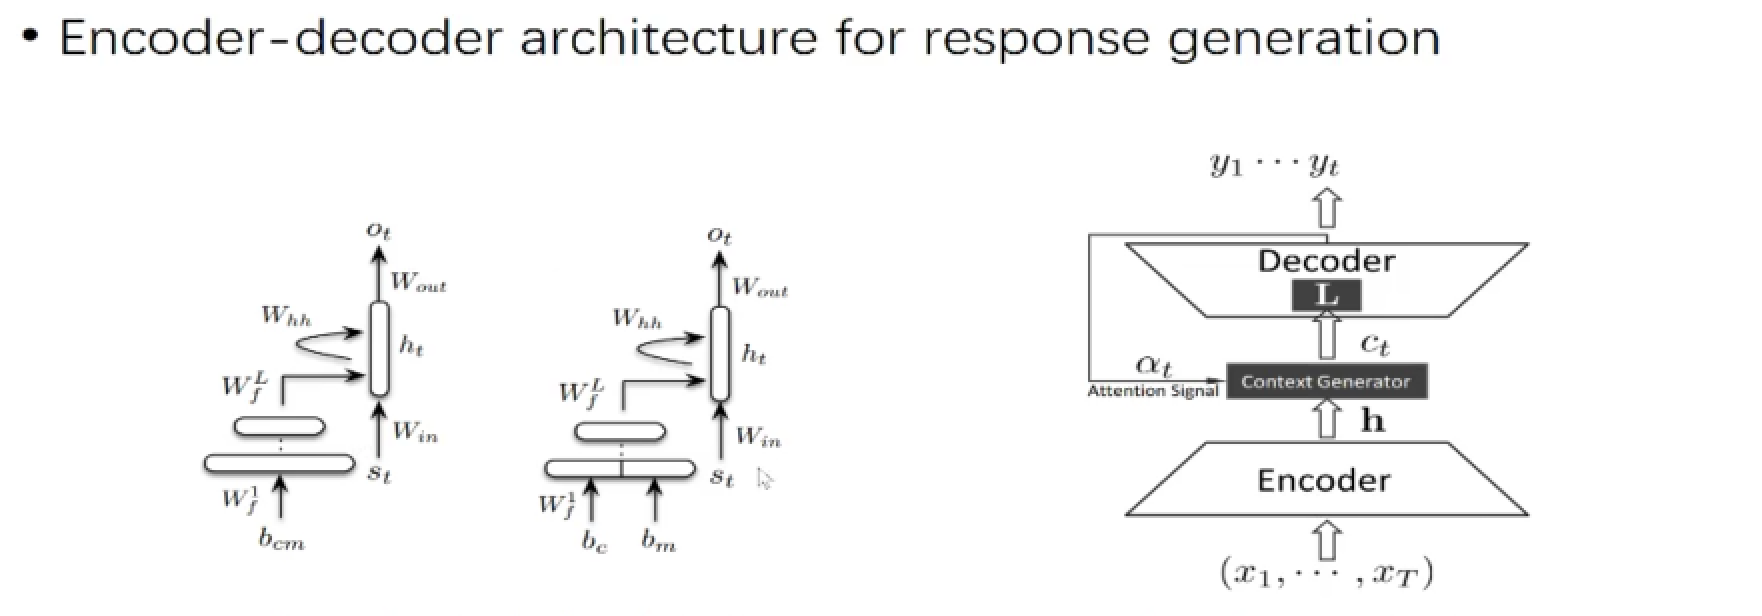 • Encoder-decoder architecture for response generation
o_t
W_out
W_hh
h_t
W_f^L
W_in
s_t
W_f^1
b_cm
o_t
W_out
W_hh
h_t
W_f^L
W_in
s_t
W_f^1
b_c b_m
y_1 ⋯ y_t
Decoder
L
c_t
α_t
Attention Signal
Context Generator
h
Encoder
(x_1, ⋯ , x_T)